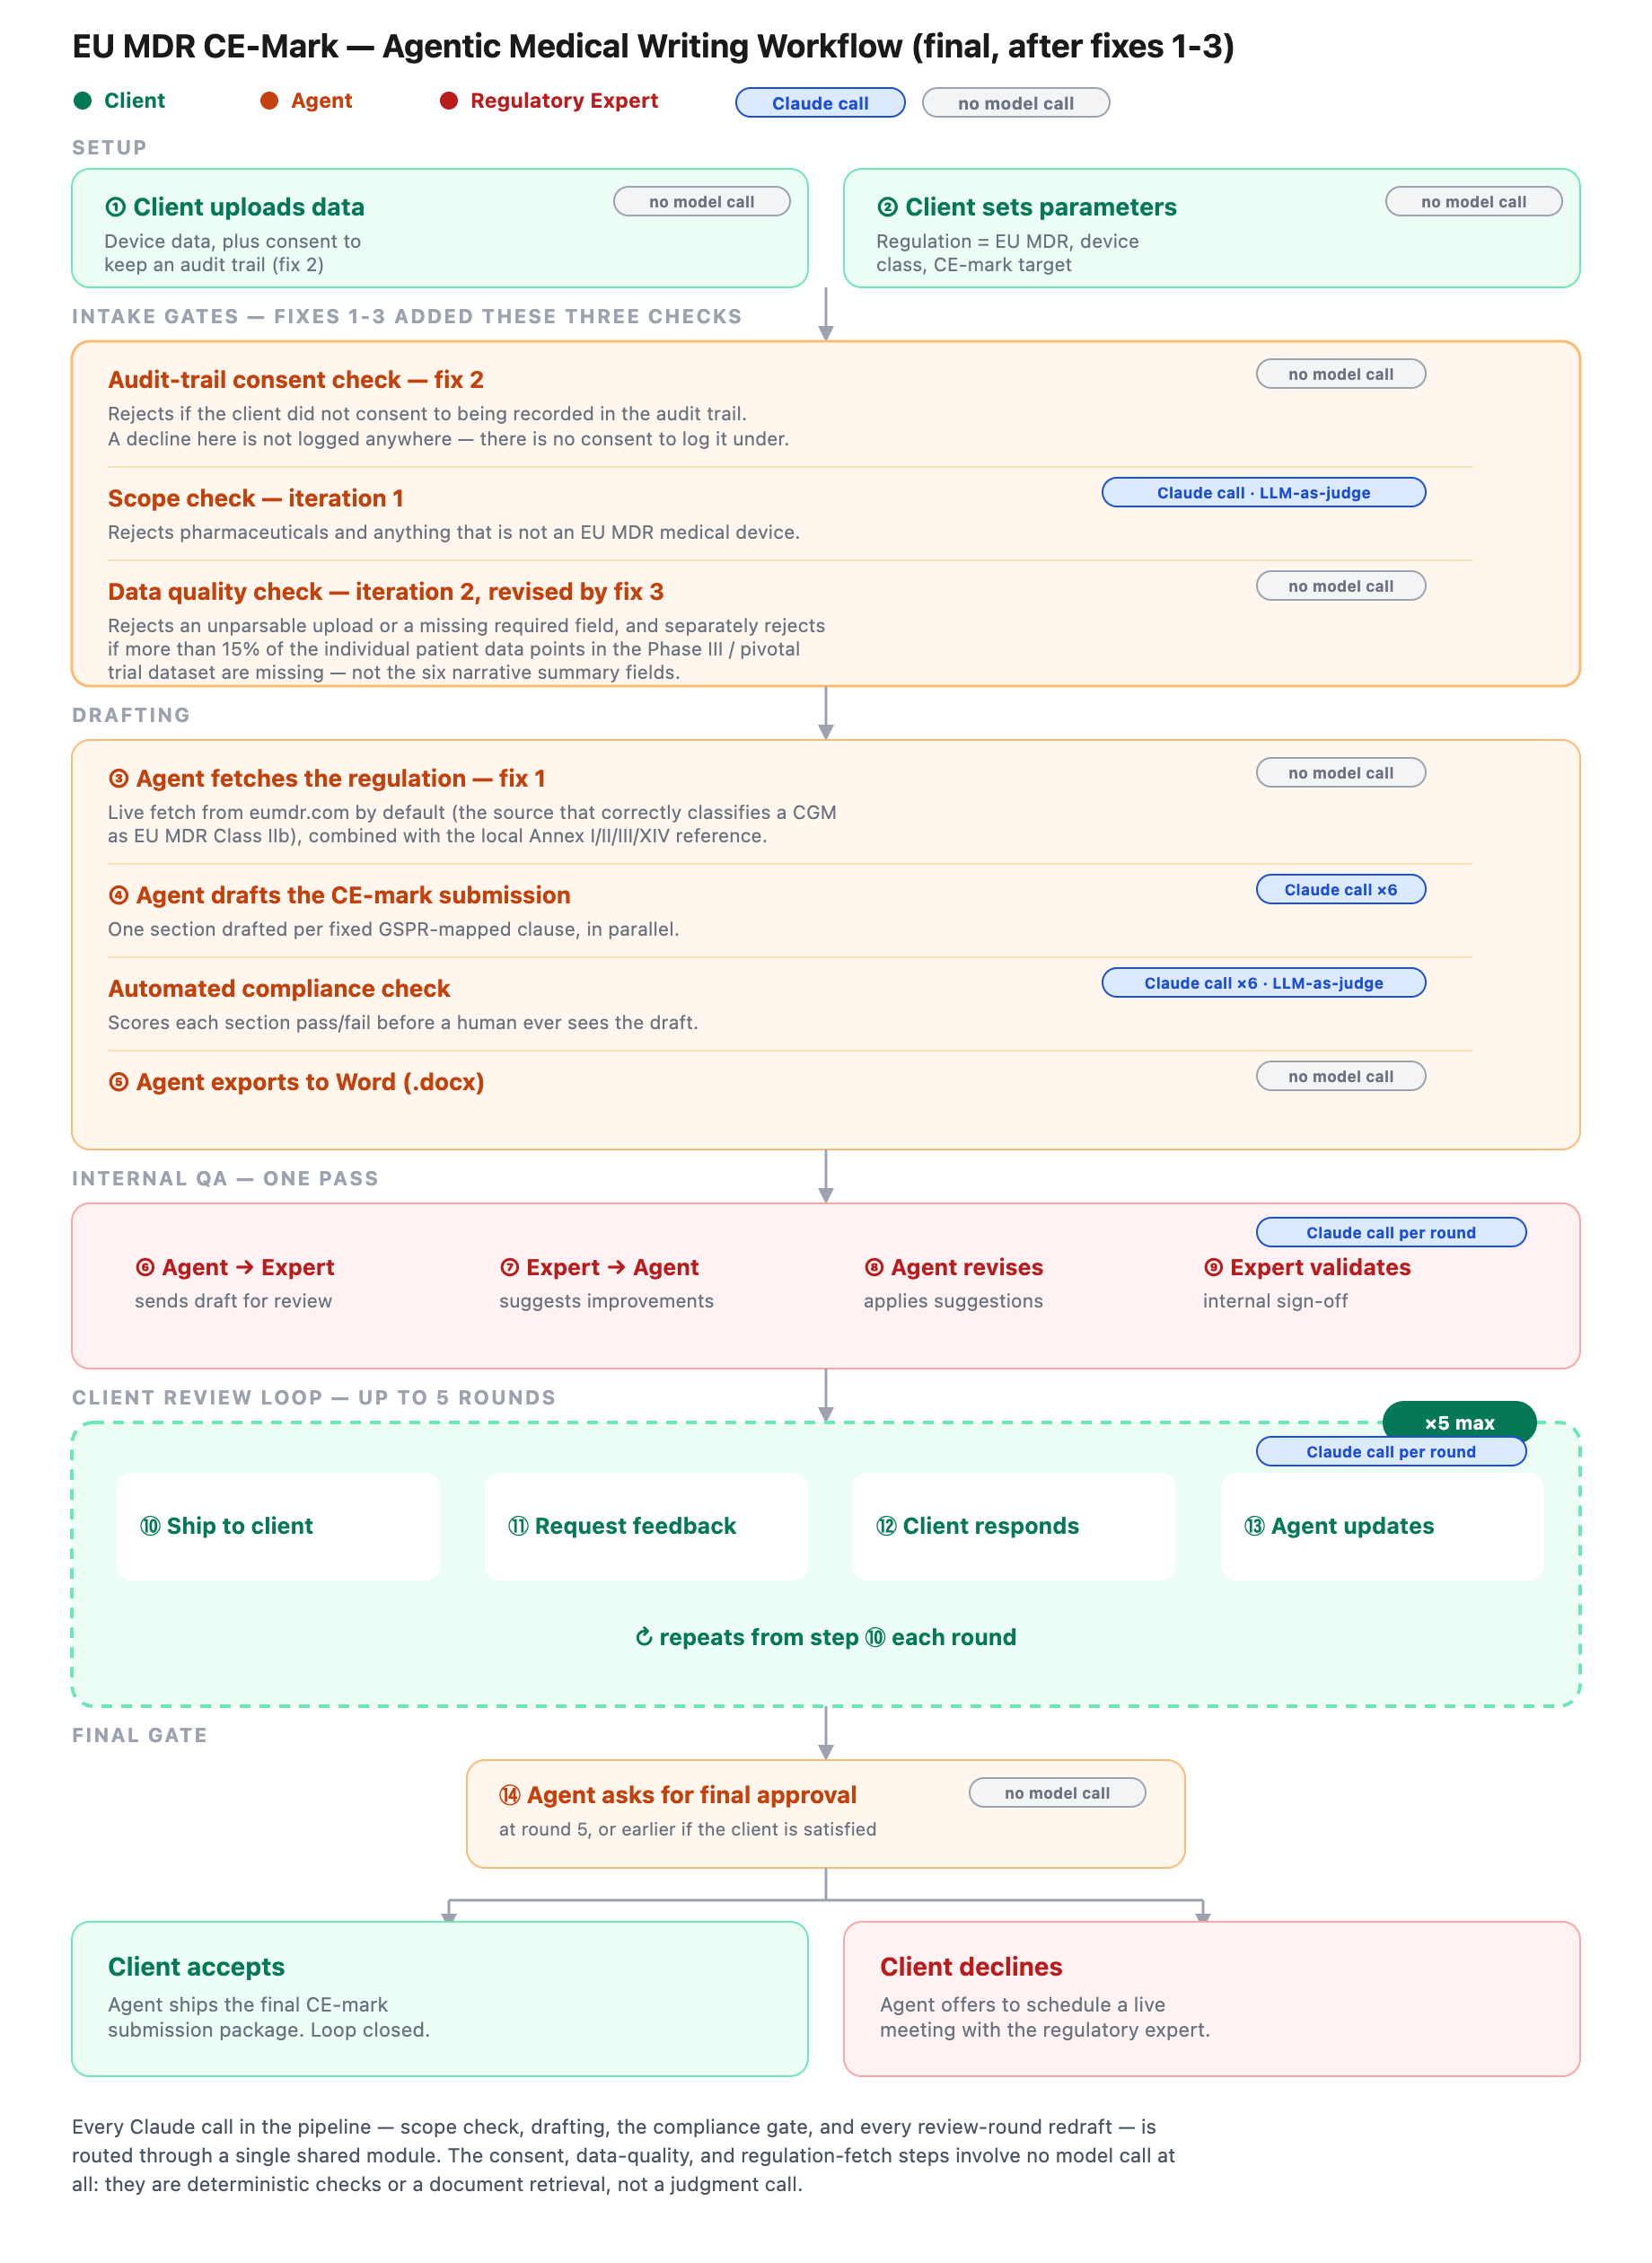 EU MDR CE-Mark — Agentic Medical Writing Workflow (final, after fixes 1-3)
Client
Agent
Regulatory Expert
Claude call
no model call
SETUP
① Client uploads data
no model call
Device data, plus consent to
keep an audit trail (fix 2)
② Client sets parameters
no model call
Regulation = EU MDR, device
class, CE-mark target
INTAKE GATES — FIXES 1-3 ADDED THESE THREE CHECKS
Audit-trail consent check — fix 2
no model call
Rejects if the client did not consent to being recorded in the audit trail.
A decline here is not logged anywhere — there is no consent to log it under.
Scope check — iteration 1
Claude call · LLM-as-judge
Rejects pharmaceuticals and anything that is not an EU MDR medical device.
Data quality check — iteration 2, revised by fix 3
no model call
Rejects an unparsable upload or a missing required field, and separately rejects
if more than 15% of the individual patient data points in the Phase III / pivotal
trial dataset are missing — not the six narrative summary fields.
DRAFTING
③ Agent fetches the regulation — fix 1
no model call
Live fetch from eumdr.com by default (the source that correctly classifies a CGM
as EU MDR Class IIb), combined with the local Annex I/II/III/XIV reference.
④ Agent drafts the CE-mark submission
Claude call ×6
One section drafted per fixed GSPR-mapped clause, in parallel.
Automated compliance check
Claude call ×6 · LLM-as-judge
Scores each section pass/fail before a human ever sees the draft.
⑤ Agent exports to Word (.docx)
no model call
INTERNAL QA — ONE PASS
Claude call per round
⑥ Agent → Expert
sends draft for review
⑦ Expert → Agent
suggests improvements
⑧ Agent revises
applies suggestions
⑨ Expert validates
internal sign-off
CLIENT REVIEW LOOP — UP TO 5 ROUNDS
×5 max
Claude call per round
⑩ Ship to client
⑪ Request feedback
⑫ Client responds
⑬ Agent updates
↻ repeats from step ⑩ each round
FINAL GATE
⑭ Agent asks for final approval
no model call
at round 5, or earlier if the client is satisfied
Client accepts
Agent ships the final CE-mark
submission package. Loop closed.
Client declines
Agent offers to schedule a live
meeting with the regulatory expert.
Every Claude call in the pipeline — scope check, drafting, the compliance gate, and every review-round redraft — is
routed through a single shared module. The consent, data-quality, and regulation-fetch steps involve no model call at
all: they are deterministic checks or a document retrieval, not a judgment call.